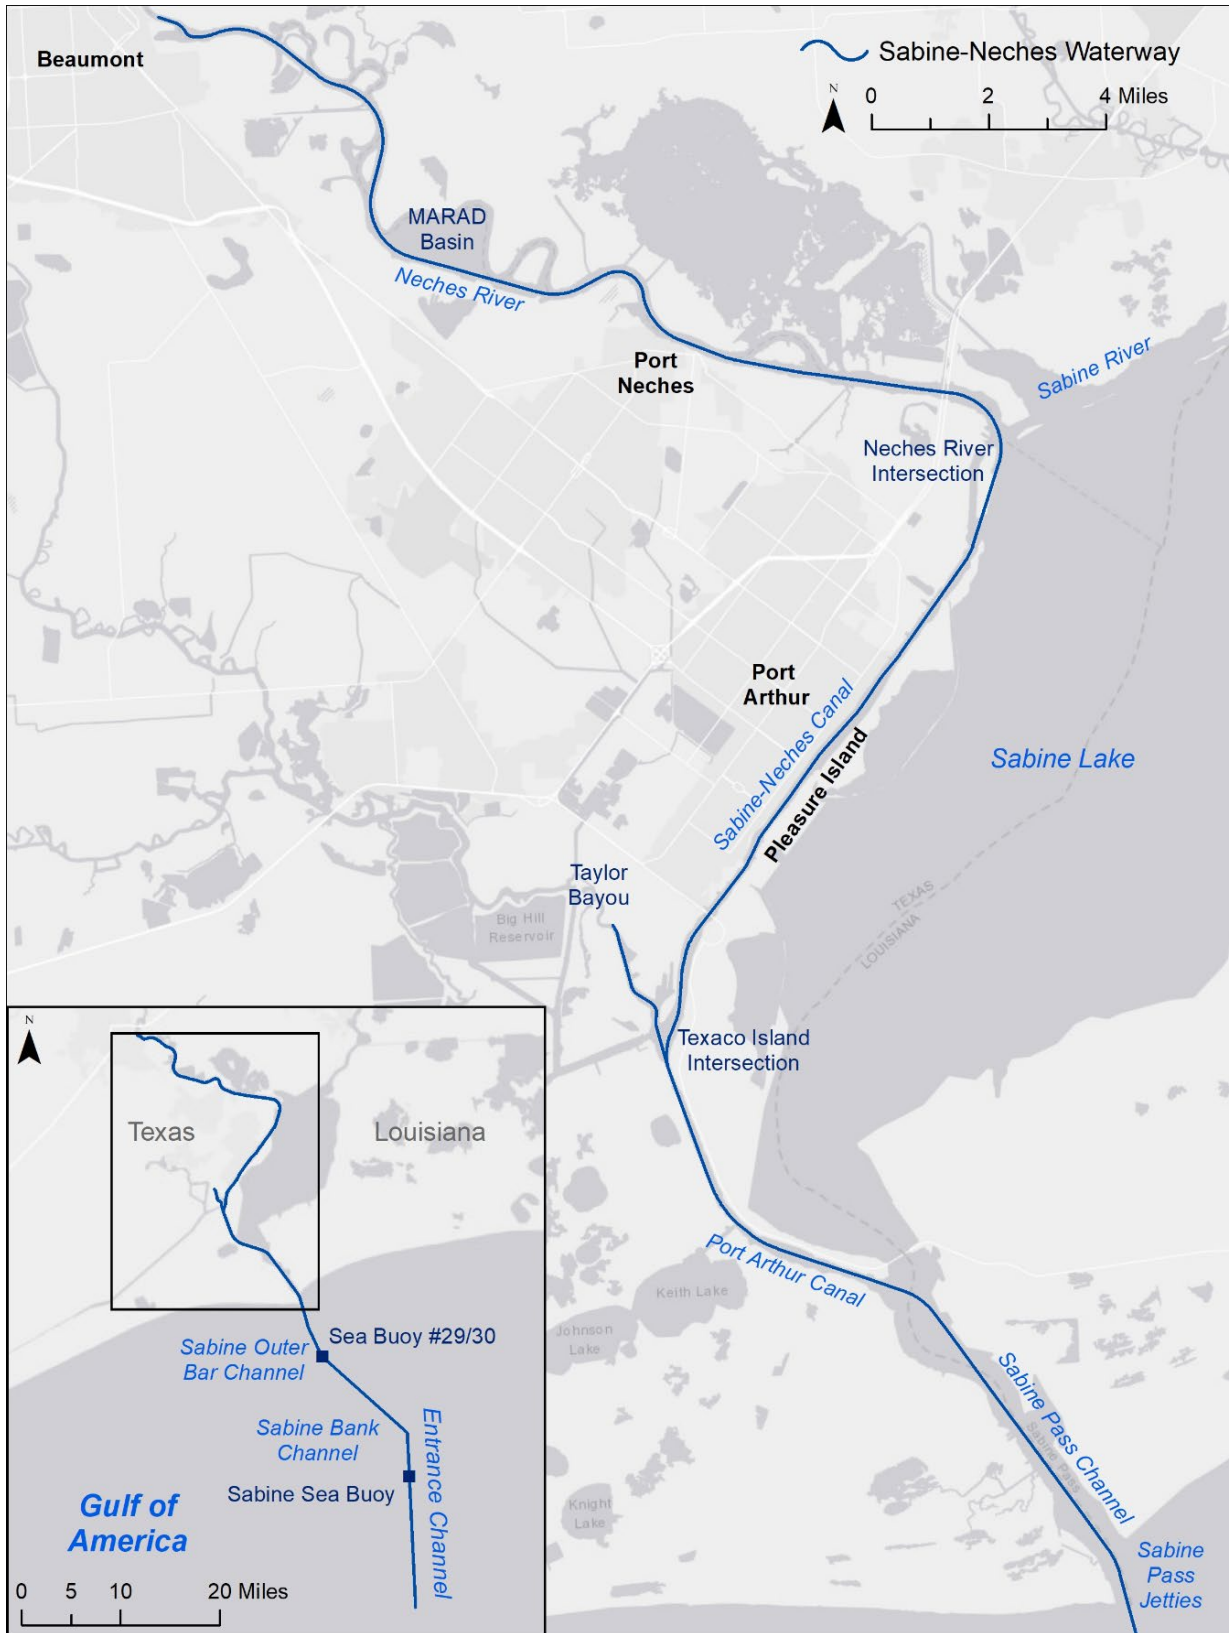 Beaumont
Sabine-Neches Waterway
N
0 2 4 Miles
MARAD
Basin
Neches River
Port
Neches
Sabine River
Neches River
Intersection
Port
Arthur
Sabine-Neches Canal
Pleasure Island
Sabine Lake
TEXAS
LOUISIANA
Taylor
Bayou
Big Hill
Reservoir
Texaco Island
Intersection
Port Arthur Canal
Keith Lake
Johnson
Lake
Sabine Pass Channel
Sabine Pass
Knight
Lake
Sabine
Pass
Jetties
N
Texas
Louisiana
Sea Buoy #29/30
Sabine Outer
Bar Channel
Sabine Bank
Channel
Entrance Channel
Sabine Sea Buoy
Gulf of
America
0 5 10 20 Miles